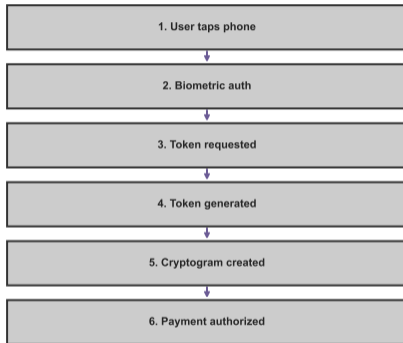 1. User taps phone
2. Biometric auth
3. Token requested
4. Token generated
5. Cryptogram created
6. Payment authorized